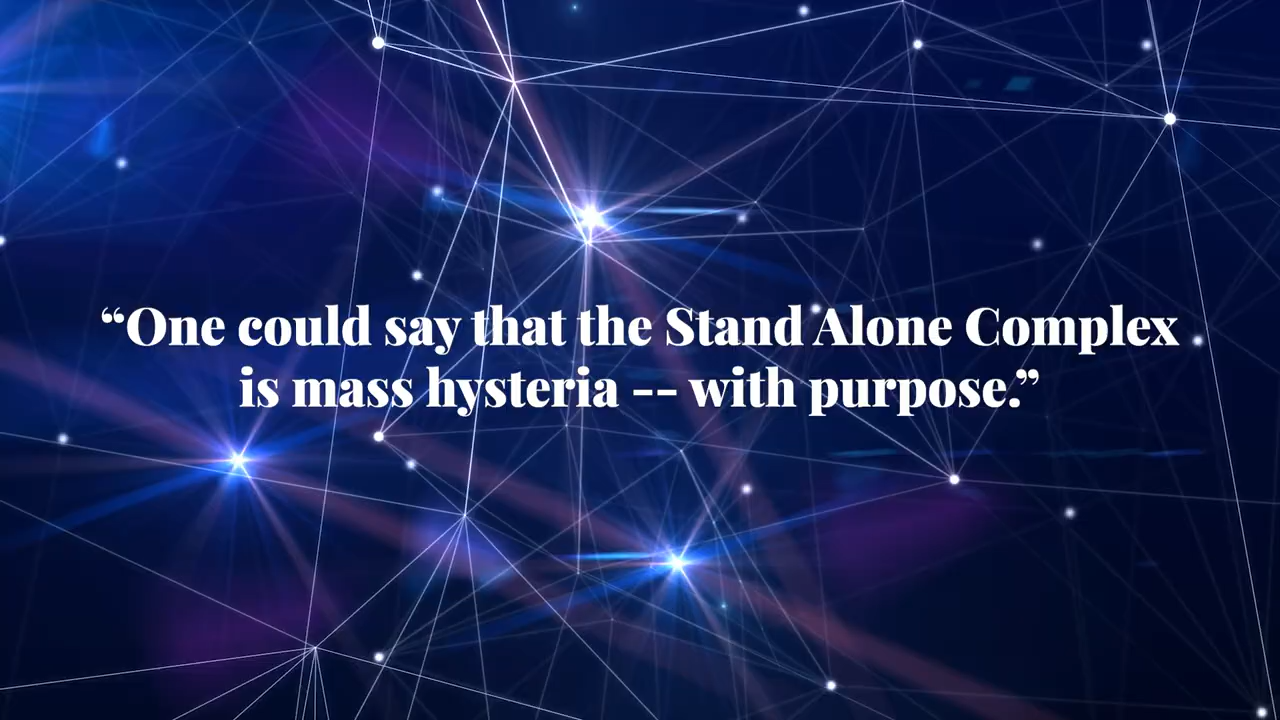 “One could say that the Stand Alone Complex
is mass hysteria -- with purpose.”